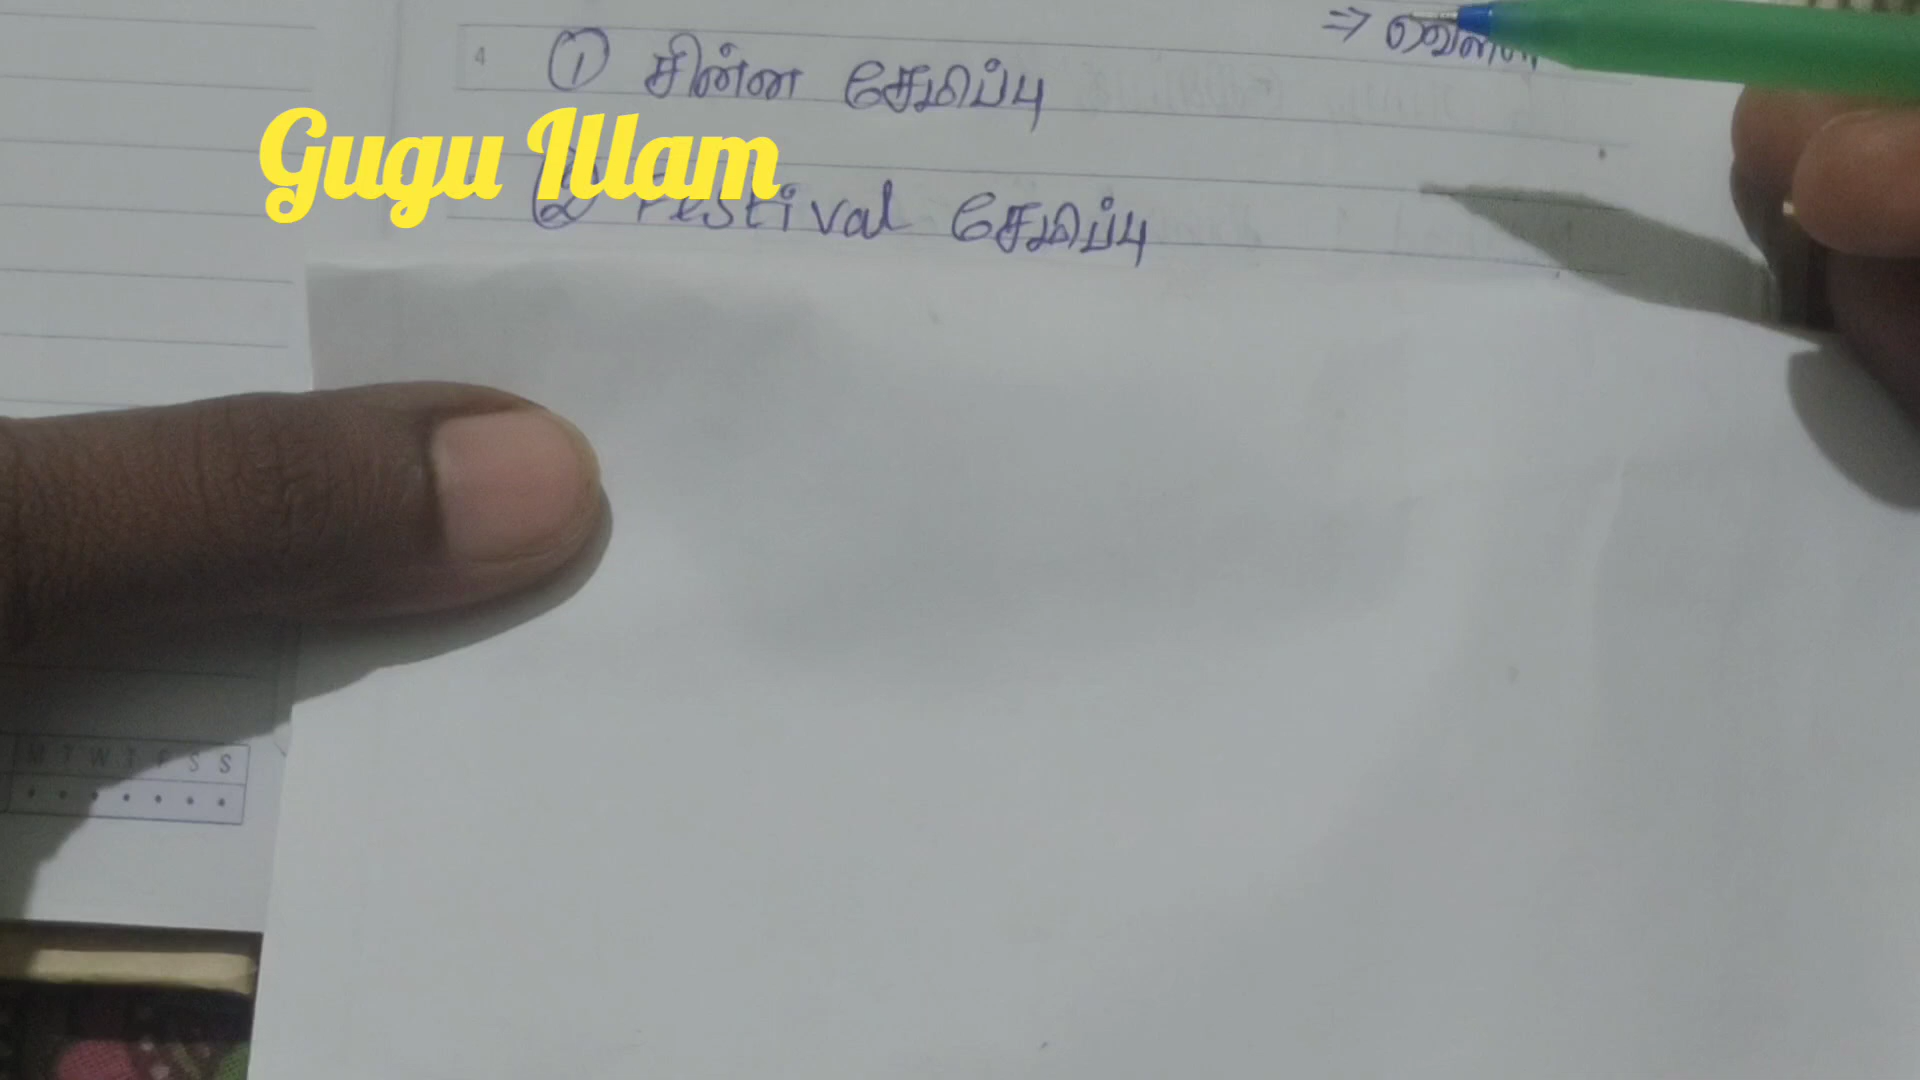 4 ① சின்ன சேமிப்பு
Gugu Illam
② Festival சேமிப்பு
M T W T F S S